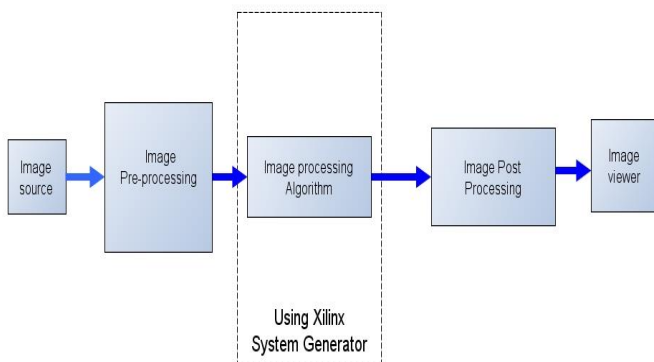 Image
source
Image
Pre-processing
Image processing
Algorithm
Image Post
Processing
Image
viewer
Using Xilinx
System Generator